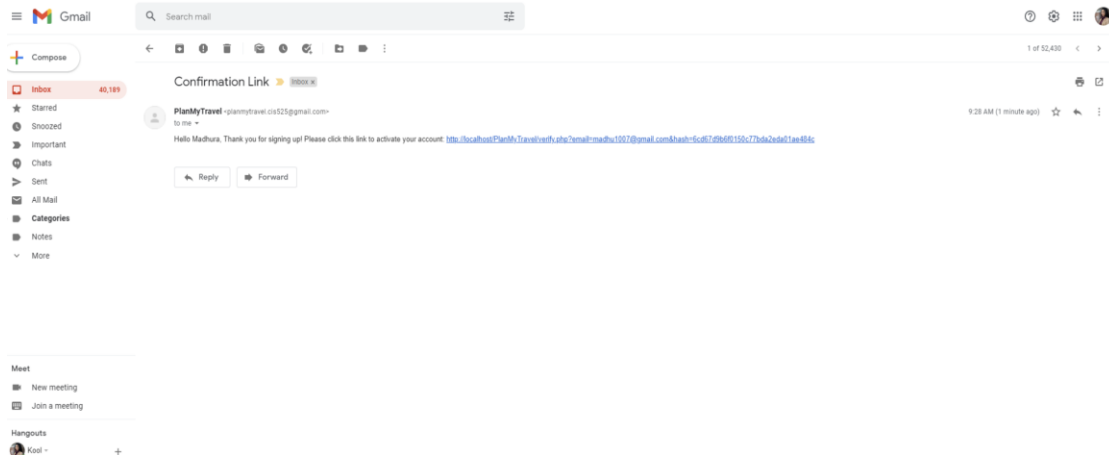 Gmail
Search mail
Compose
1 of 52,430
Inbox 40,189
Starred
Snoozed
Important
Chats
Sent
All Mail
Categories
Notes
More
Confirmation Link Inbox x
PlanMyTravel <planmytravel.cis525@gmail.com>
9:28 AM (1 minute ago)
to me
Hello Madhura, Thank you for signing up! Please click this link to activate your account: http://localhost/PlanMyTravel/verify.php?email=madhu1007@gmail.com&hash=6cd67d9b6f0150c77bda2eda01ae484c
Reply Forward
Meet
New meeting
Join a meeting
Hangouts
Kool